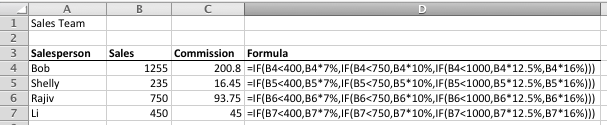 A B C D
1 Sales Team
2
3 Salesperson Sales Commission Formula
4 Bob 1255 200.8 =IF(B4<400,B4*7%,IF(B4<750,B4*10%,IF(B4<1000,B4*12.5%,B4*16%)))
5 Shelly 235 16.45 =IF(B5<400,B5*7%,IF(B5<750,B5*10%,IF(B5<1000,B5*12.5%,B5*16%)))
6 Rajiv 750 93.75 =IF(B6<400,B6*7%,IF(B6<750,B6*10%,IF(B6<1000,B6*12.5%,B6*16%)))
7 Li 450 45 =IF(B7<400,B7*7%,IF(B7<750,B7*10%,IF(B7<1000,B7*12.5%,B7*16%)))